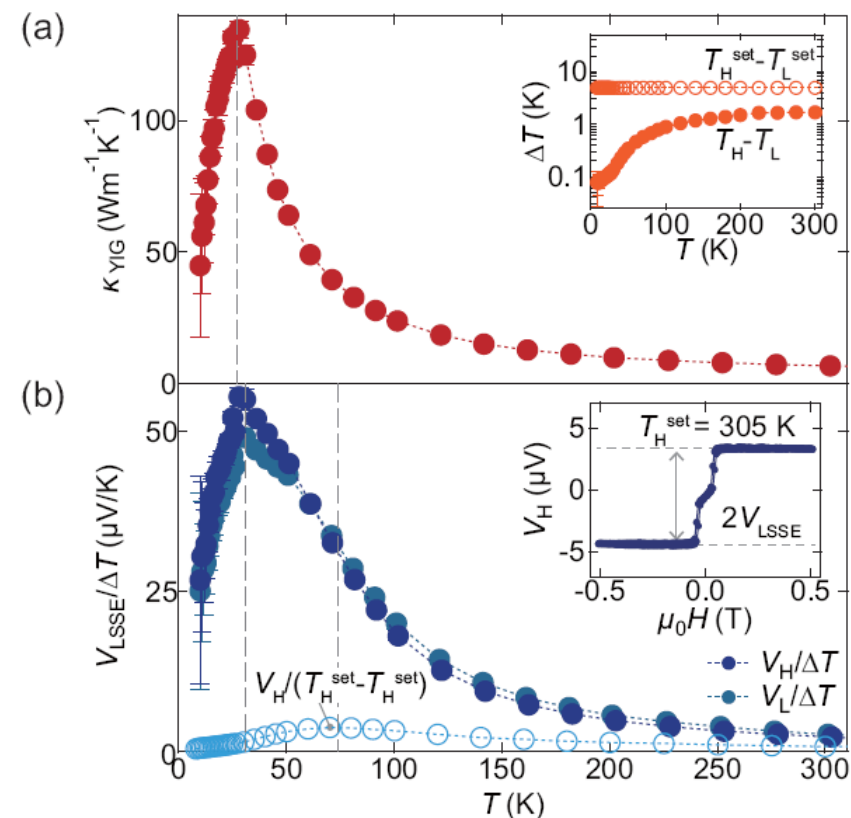 (a)
κYIG (Wm⁻¹K⁻¹)
100
50
0
THset-TLset
ΔT (K)
10
1
0.1
TH-TL
0 100 200 300
T (K)
(b)
VLSSE/ΔT (µV/K)
50
25
0
THset = 305 K
VH (µV)
5
0
-5
2VLSSE
-0.5 0.0 0.5
µ0H (T)
VH/ΔT
VL/ΔT
VH/(THset-THset)
0 50 100 150 200 250 300
T (K)